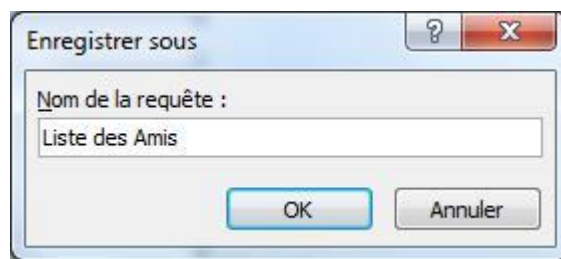 Enregistrer sous
?
Nom de la requête :
Liste des Amis
OK
Annuler